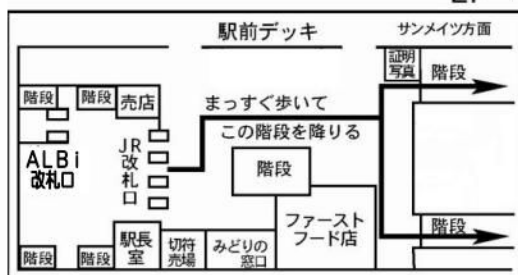 駅前デッキ
サンメイツ方面
証明
写真
階段
階段
階段
売店
まっすぐ歩いて
この階段を降りる
JR
改札口
ALBi
改札口
階段
ファースト
フード店
階段
駅長
室
切符
売場
みどりの
窓口
階段
階段